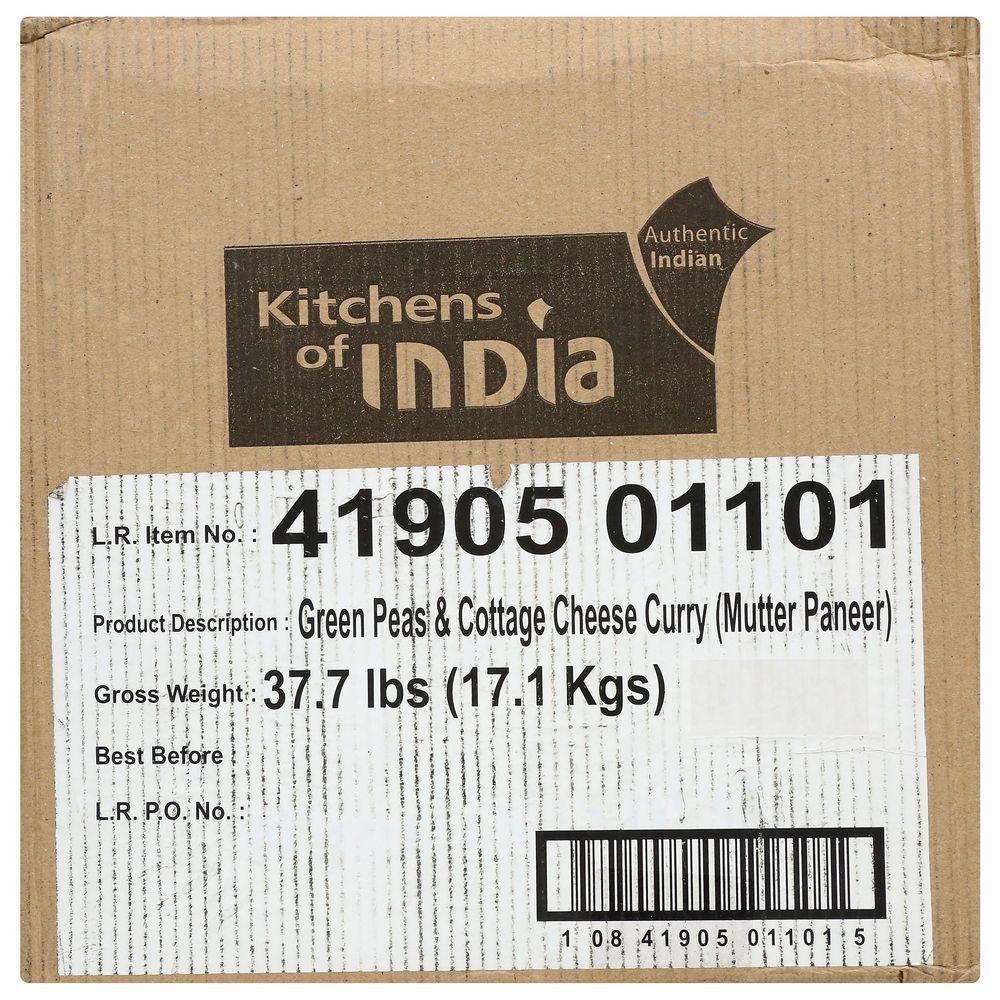 Authentic
Indian
Kitchens
of India
L.R. Item No. : 41905 01101
Product Description : Green Peas & Cottage Cheese Curry (Mutter Paneer)
Gross Weight : 37.7 lbs (17.1 Kgs)
Best Before :
L.R. P.O. No. :
1 08 41905 01101 5